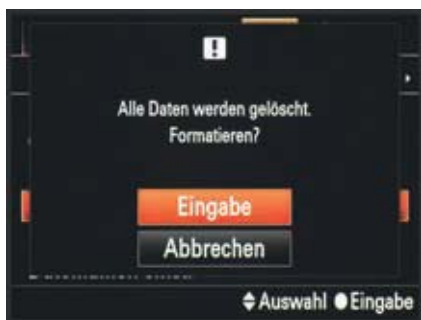 !
Alle Daten werden gelöscht.
Formatieren?
Eingabe
Abbrechen
Auswahl Eingabe